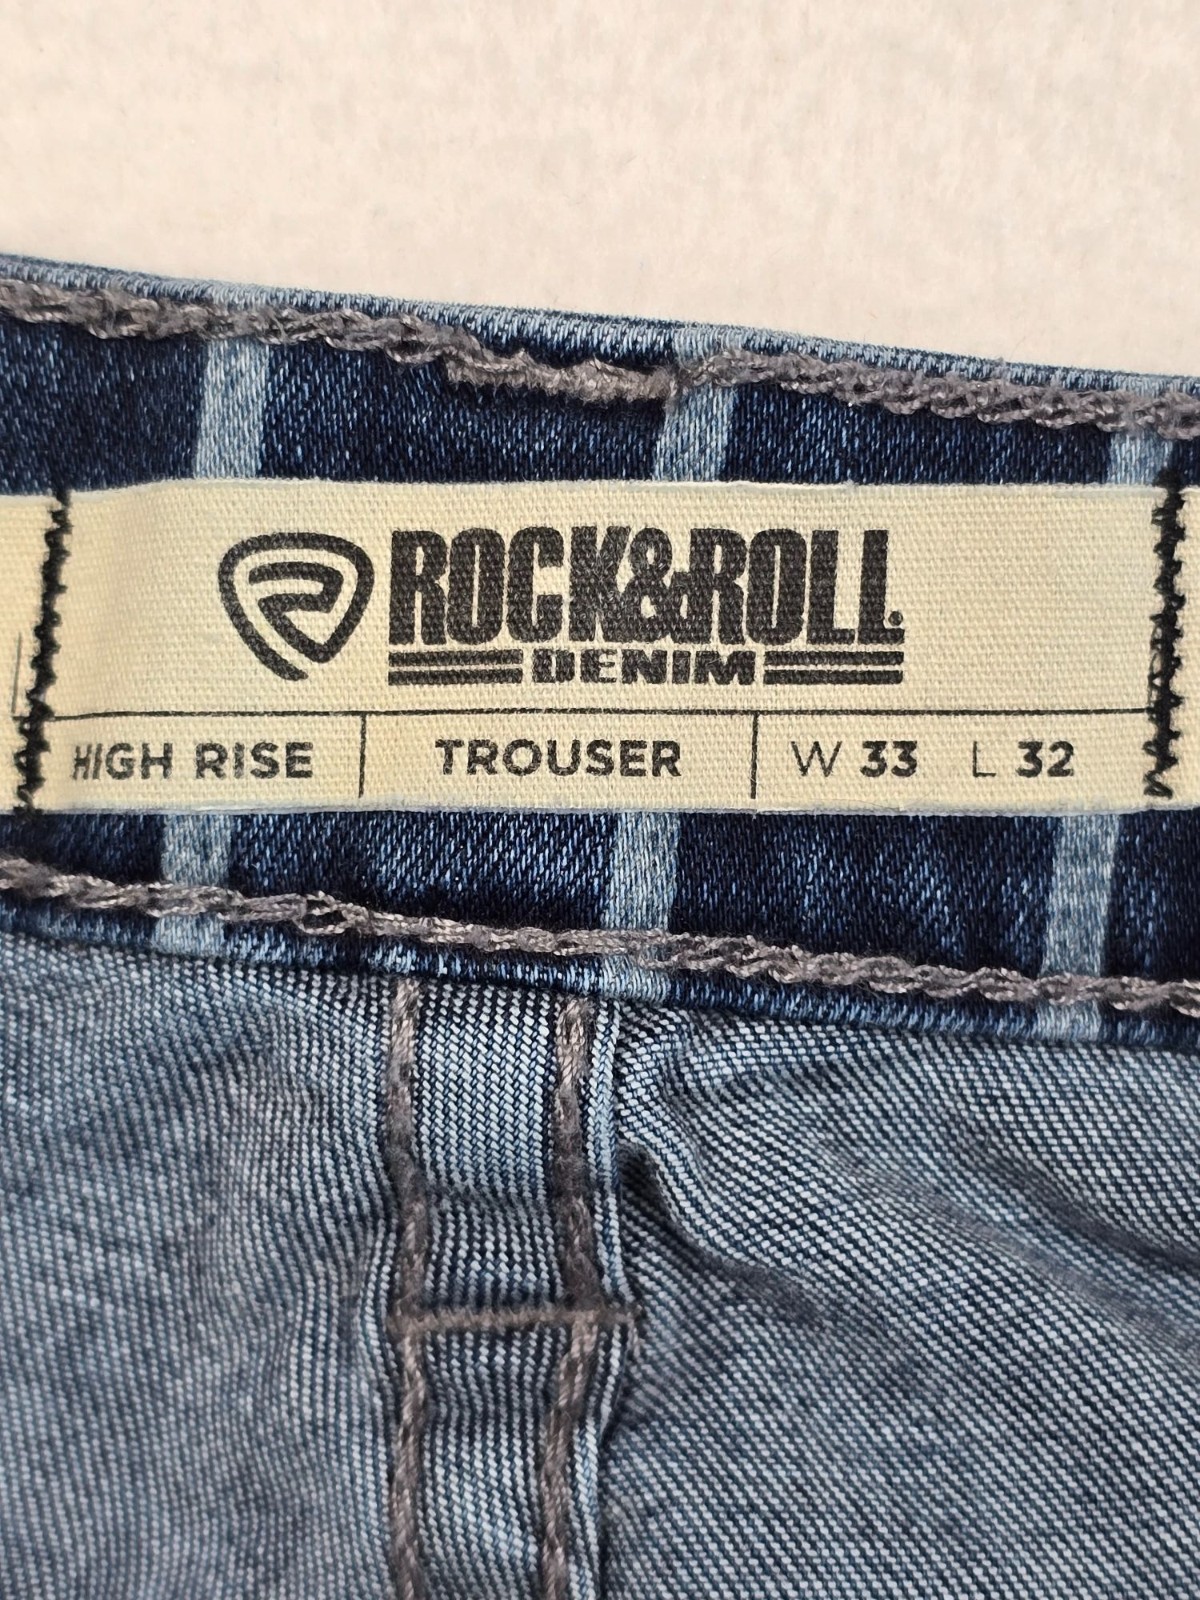 ROCK&ROLL
DENIM
HIGH RISE TROUSER W 33 L 32